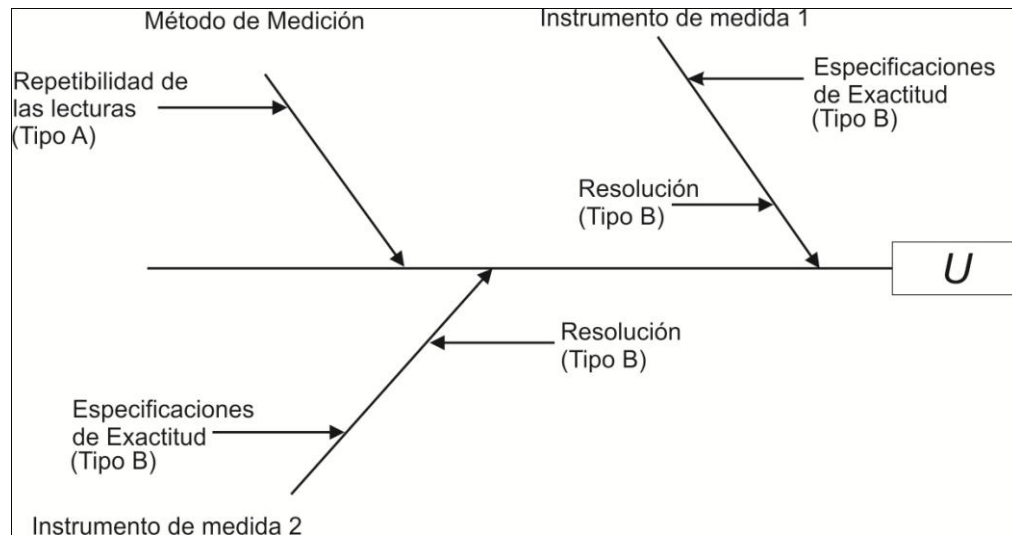 Método de Medición
Instrumento de medida 1
Repetibilidad de
las lecturas
(Tipo A)
Especificaciones
de Exactitud
(Tipo B)
Resolución
(Tipo B)
U
Resolución
(Tipo B)
Especificaciones
de Exactitud
(Tipo B)
Instrumento de medida 2